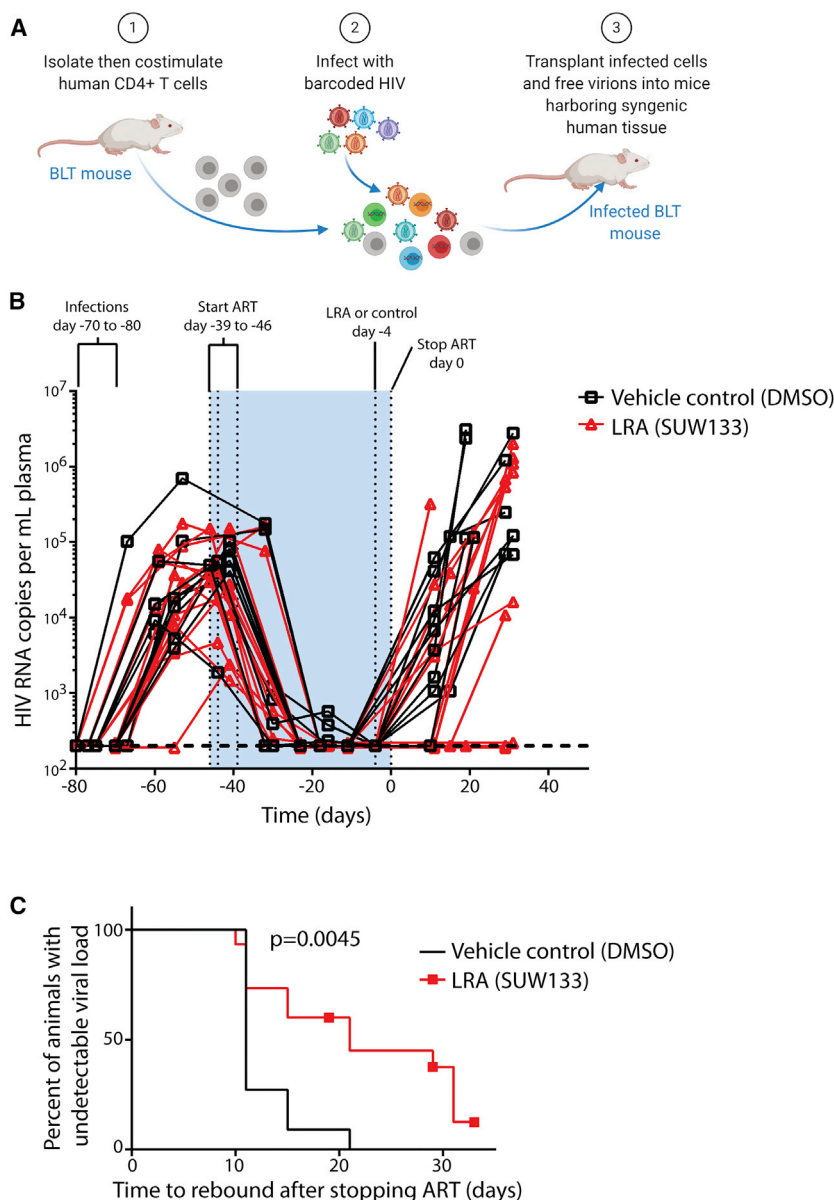 A
1
2
3
Isolate then costimulate
human CD4+ T cells
Infect with
barcoded HIV
Transplant infected cells
and free virions into mice
harboring syngenic
human tissue
BLT mouse
Infected BLT
mouse
B
Infections
day -70 to -80
Start ART
day -39 to -46
LRA or control
day -4
Stop ART
day 0
HIV RNA copies per mL plasma
10⁷
10⁶
10⁵
10⁴
10³
10²
-80
-60
-40
-20
0
20
40
Time (days)
Vehicle control (DMSO)
LRA (SUW133)
C
Percent of animals with
undetectable viral load
100
50
0
p=0.0045
Vehicle control (DMSO)
LRA (SUW133)
0
10
20
30
Time to rebound after stopping ART (days)